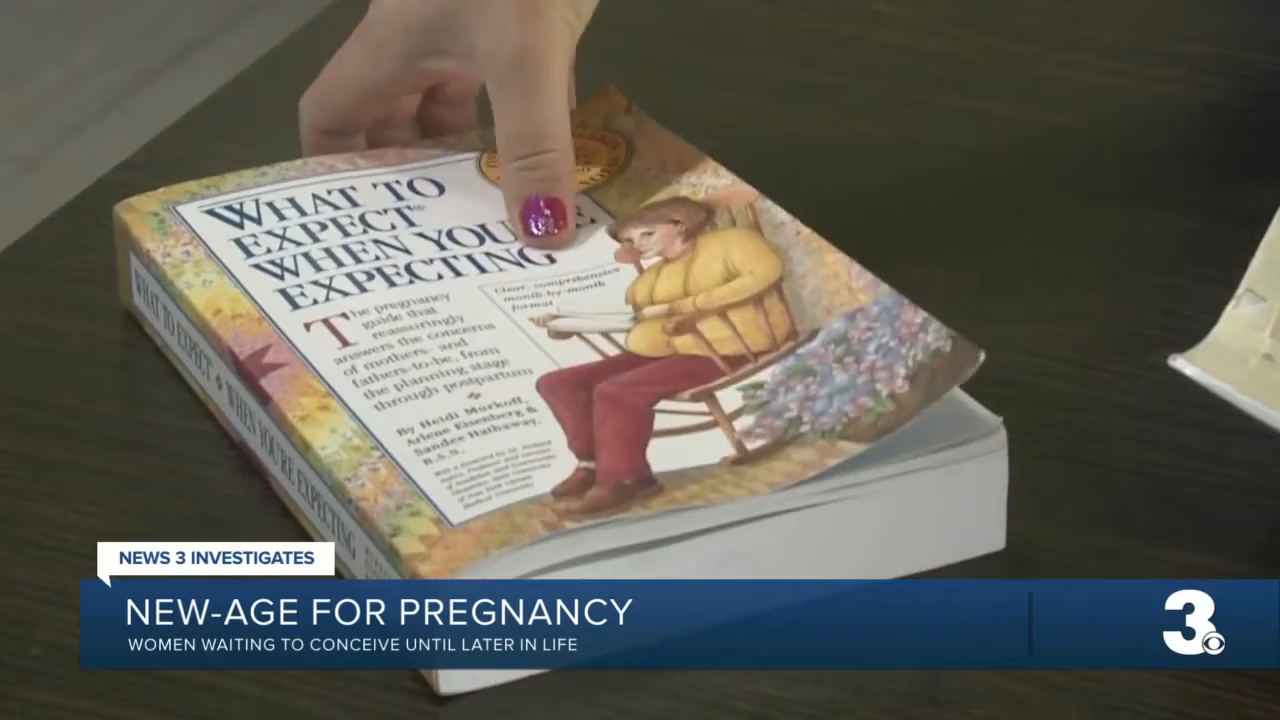 WHAT TO
EXPECT®
WHEN YOU
EXPECTING
The pregnancy
guide that
reassuringly
answers the concerns
of mothers- and
fathers-to-be, from
the planning stage
through postpartum
Clear, comprehensive
month-by-month
format
By Heidi Murkoff,
Arlene Eisenberg &
Sandee Hathaway,
B.S.N.
WHAT TO EXPECT WHEN YOU'RE EXPECTING
NEWS 3 INVESTIGATES
NEW-AGE FOR PREGNANCY
WOMEN WAITING TO CONCEIVE UNTIL LATER IN LIFE
3